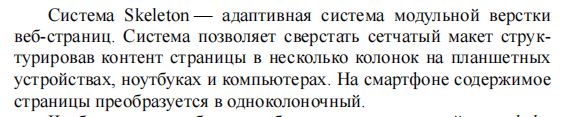 Система Skeleton — адаптивная система модульной верстки
веб-страниц. Система позволяет сверстать сетчатый макет струк-
турировав контент страницы в несколько колонок на планшетных
устройствах, ноутбуках и компьютерах. На смартфоне содержимое
страницы преобразуется в одноколоночный.